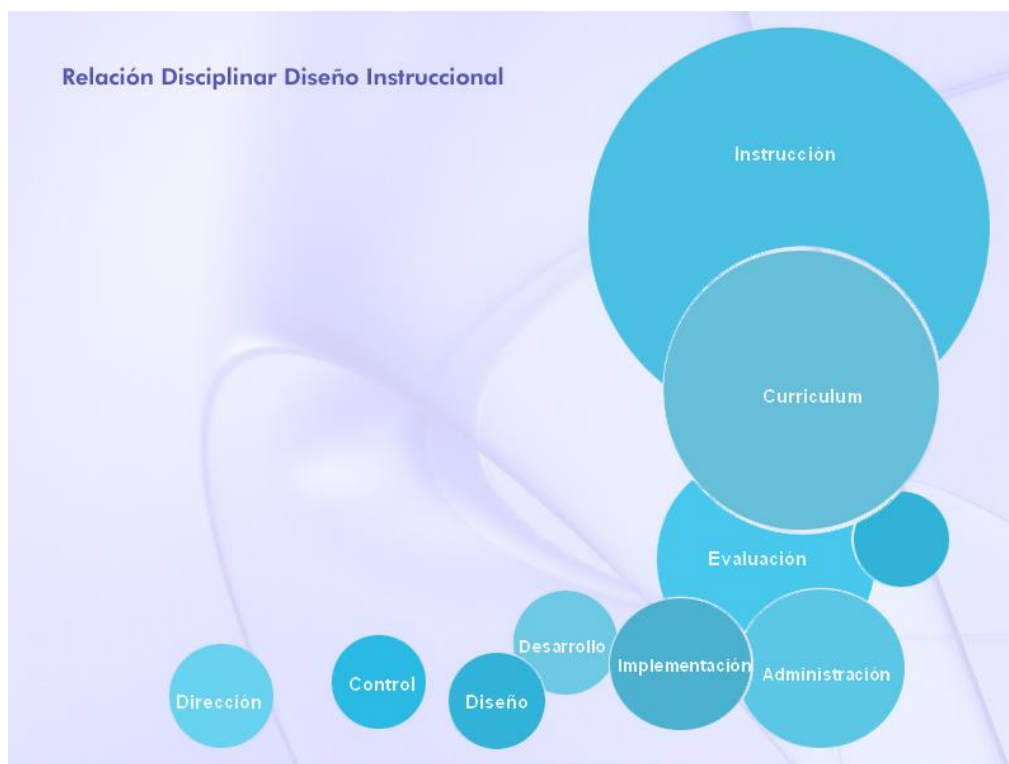 Relación Disciplinar Diseño Instruccional
Instrucción
Curriculum
Evaluación
Desarrollo
Implementación
Administración
Control
Dirección
Diseño